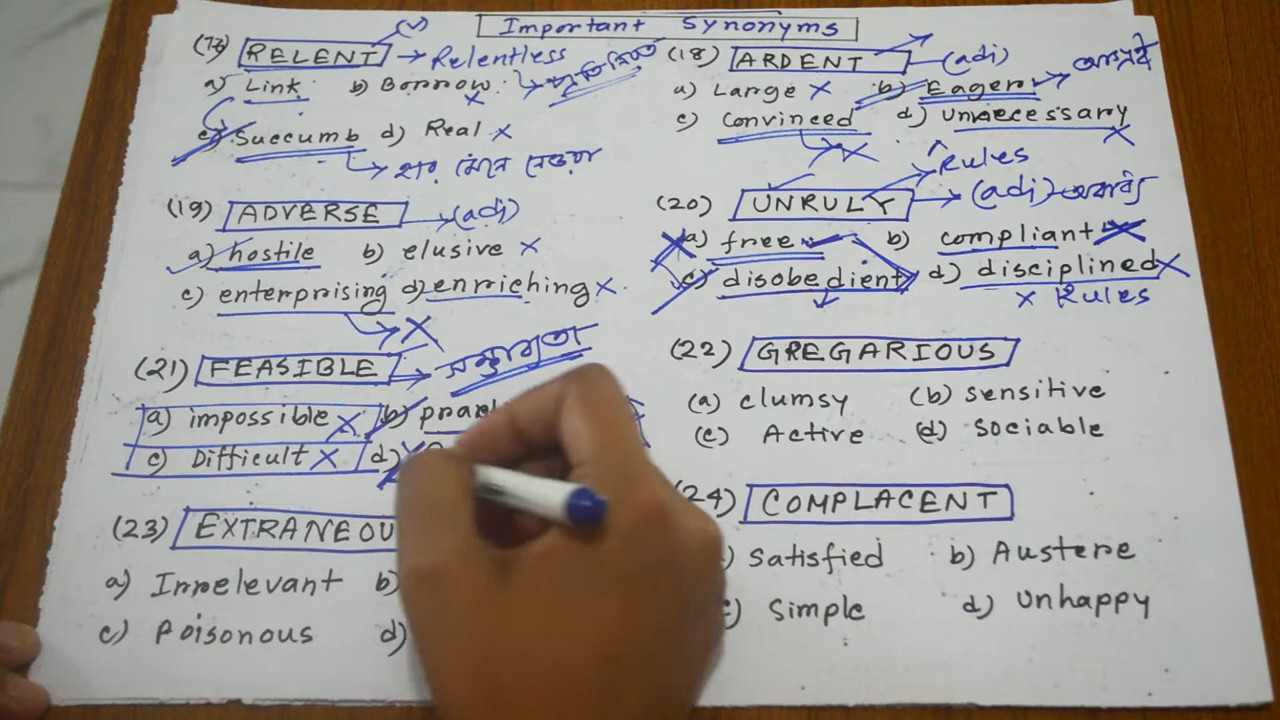 Important Synonyms
(17) RELENT (v) → Relentless
a) Link b) Borrow
c) Succumb d) Real
হার মেনে নেওয়া
(18) ARDENT (adj)
a) Large b) Eager
c) Convinced d) Unnecessary
(19) ADVERSE → (adj)
a) hostile b) elusive
c) enterprising d) enriching
(20) UNRULY → (adj)
Rules
a) free b) compliant
c) disobedient d) disciplined
Rules
(21) FEASIBLE
a) impossible b)
c) Difficult d)
(22) GREGARIOUS
(a) clumsy (b) Sensitive
(c) Active (d) Sociable
(23) EXTRANEOU
a) Irrelevant b)
c) Poisonous d)
(24) COMPLACENT
Satisfied b) Austere
c) Simple d) Unhappy